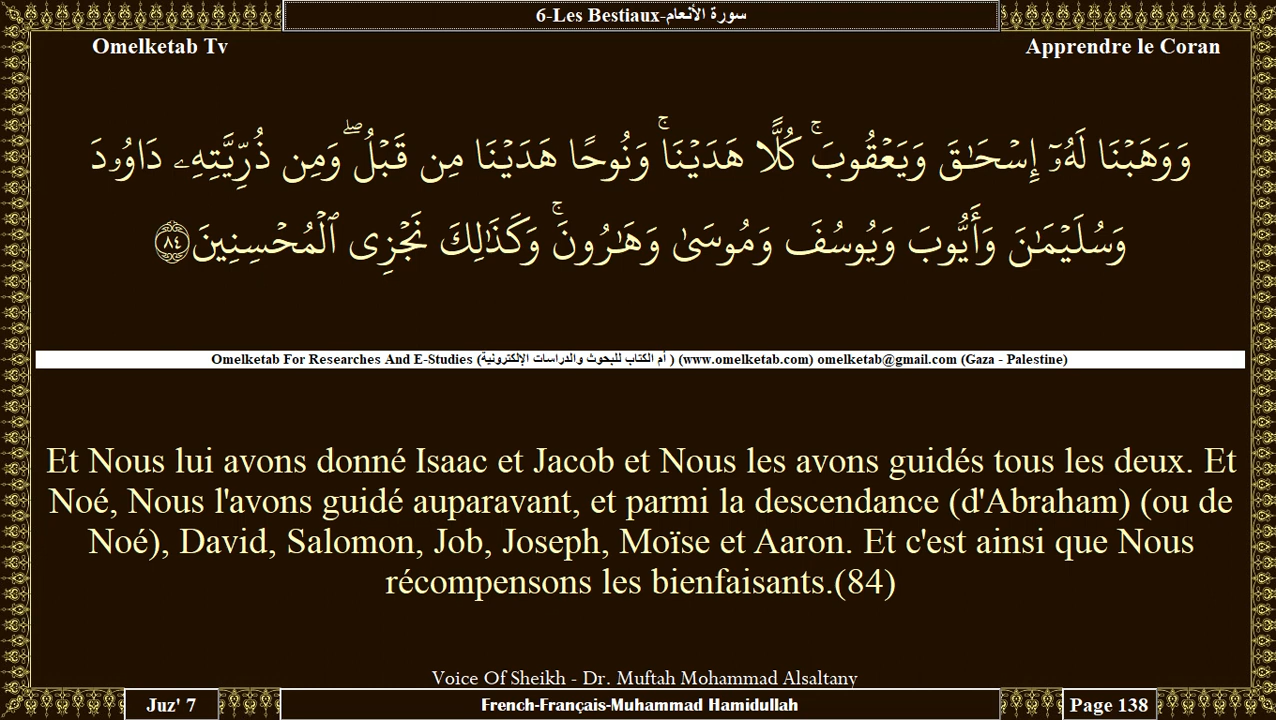 6-Les Bestiaux-سورة الأنعام
Omelketab Tv
Apprendre le Coran
وَوَهَبۡنَا لَهُۥٓ إِسۡحَٰقَ وَيَعۡقُوبَۚ كُلًّا هَدَيۡنَاۚ وَنُوحًا هَدَيۡنَا مِن قَبۡلُۖ وَمِن ذُرِّيَّتِهِۦ دَاوُۥدَ
وَسُلَيۡمَٰنَ وَأَيُّوبَ وَيُوسُفَ وَمُوسَىٰ وَهَٰرُونَۚ وَكَذَٰلِكَ نَجۡزِي ٱلۡمُحۡسِنِينَ ٨٤
Omelketab For Researches And E-Studies (أم الكتاب للبحوث والدراسات الإلكترونية ) (www.omelketab.com) omelketab@gmail.com (Gaza - Palestine)
Et Nous lui avons donné Isaac et Jacob et Nous les avons guidés tous les deux. Et
Noé, Nous l'avons guidé auparavant, et parmi la descendance (d'Abraham) (ou de
Noé), David, Salomon, Job, Joseph, Moïse et Aaron. Et c'est ainsi que Nous
récompensons les bienfaisants.(84)
Voice Of Sheikh - Dr. Muftah Mohammad Alsaltany
Juz' 7
French-Français-Muhammad Hamidullah
Page 138